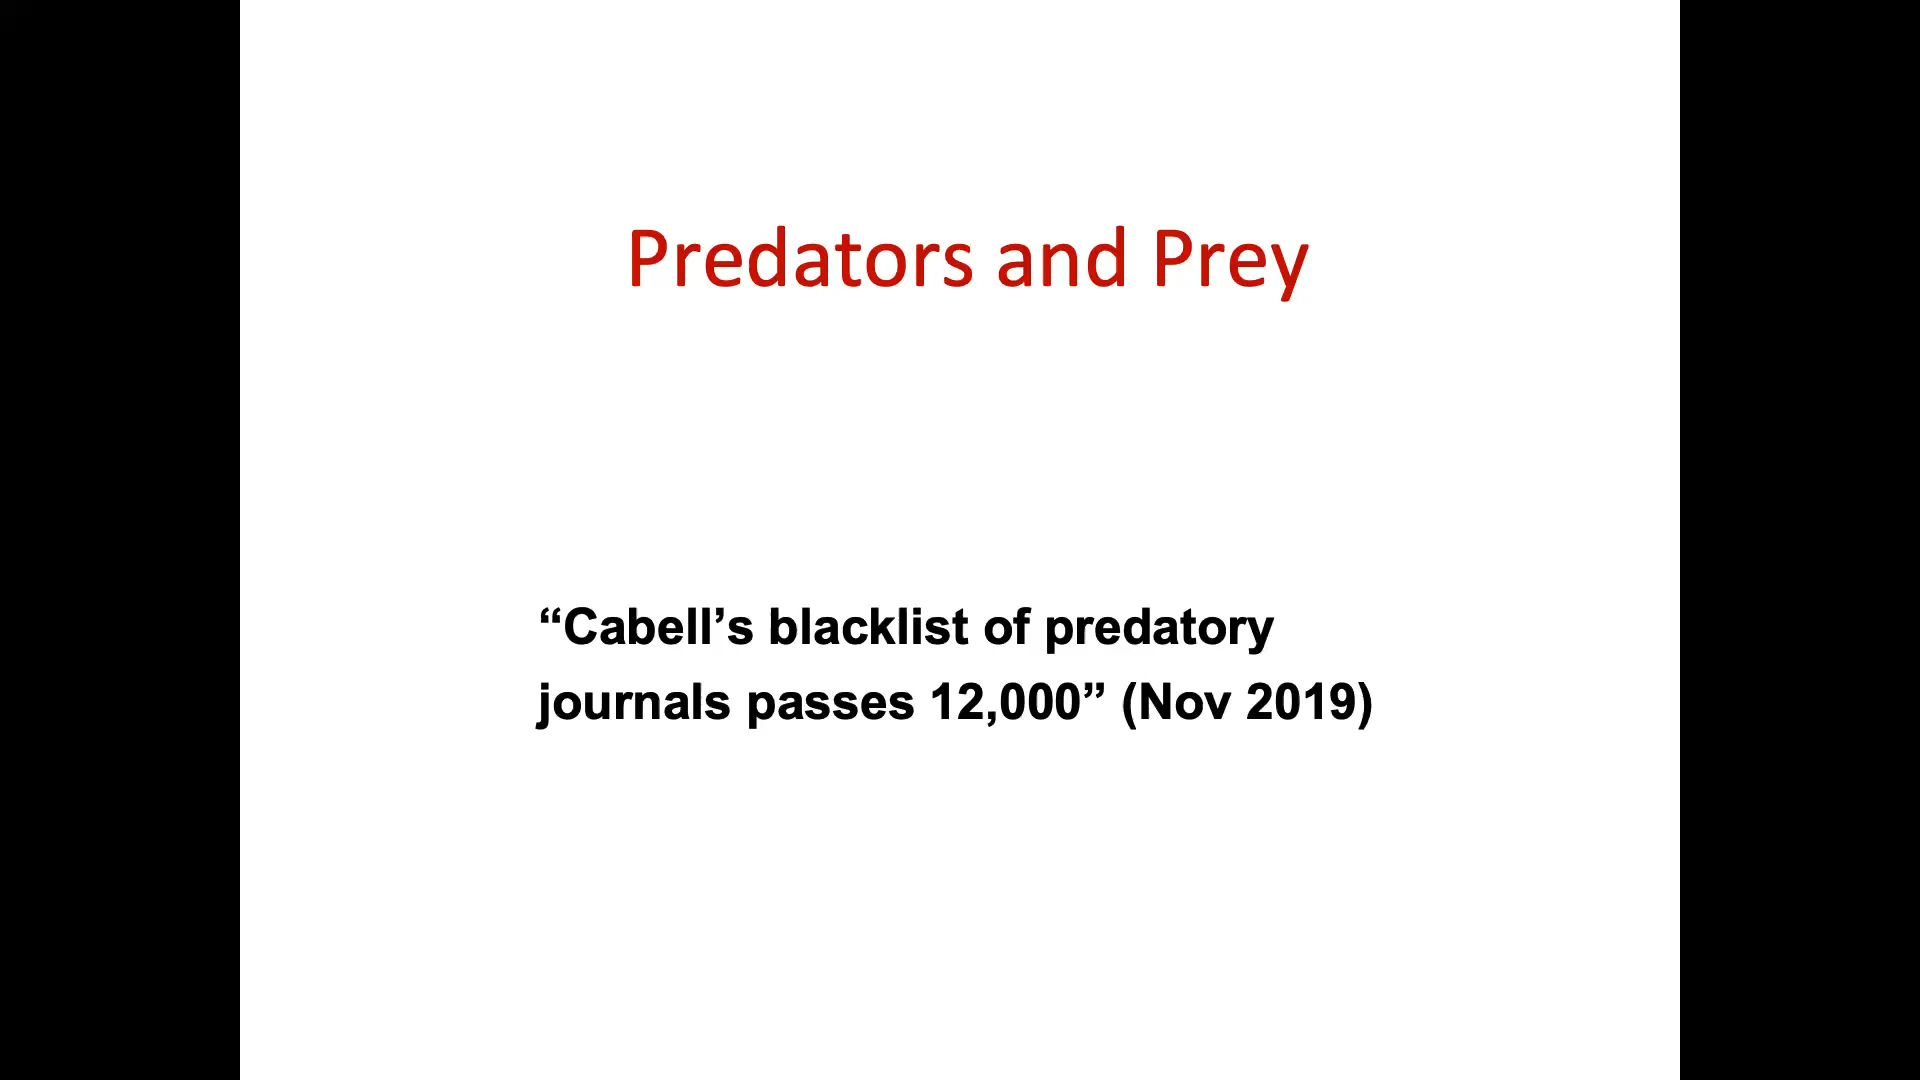 Predators and Prey
“Cabell’s blacklist of predatory
journals passes 12,000” (Nov 2019)